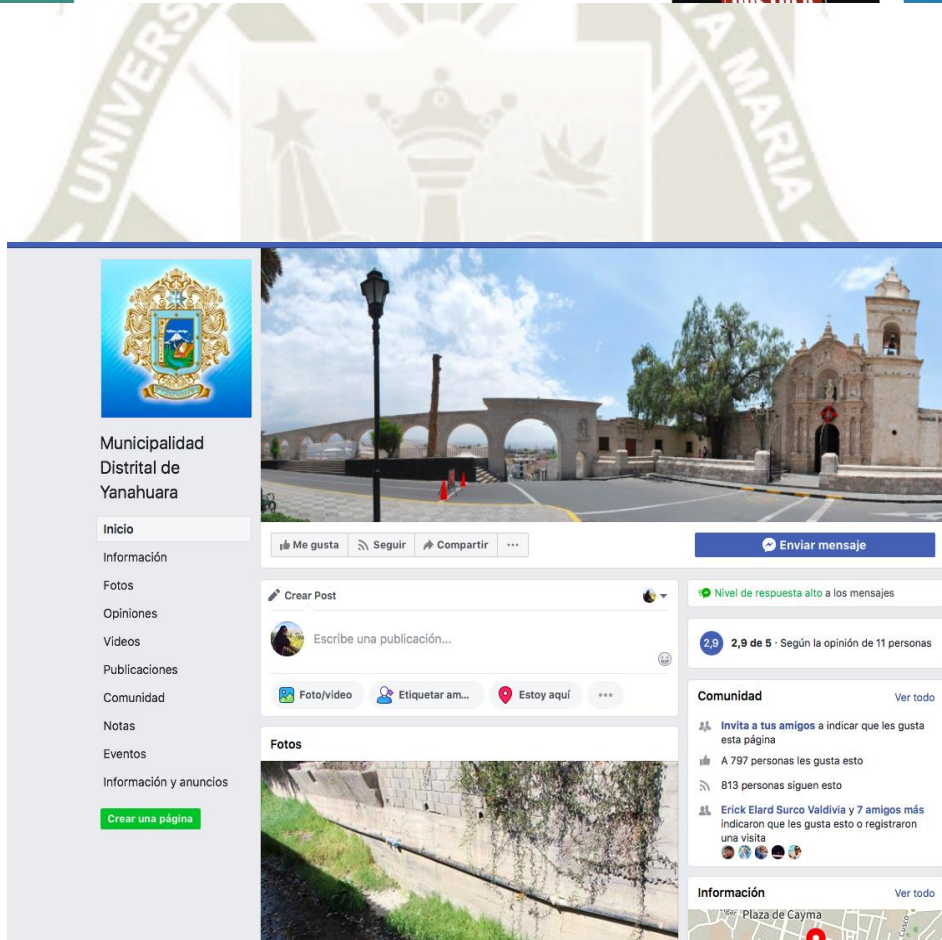 UNIVERS
TA MARIA
Municipalidad
Distrital de
Yanahuara
Inicio
Información
Fotos
Opiniones
Videos
Publicaciones
Comunidad
Notas
Eventos
Información y anuncios
Crear una página
Me gusta
Seguir
Compartir
Enviar mensaje
Crear Post
Escribe una publicación...
Foto/video
Etiquetar am...
Estoy aquí
Fotos
Nivel de respuesta alto a los mensajes
2,9
2,9 de 5 · Según la opinión de 11 personas
Comunidad
Ver todo
Invita a tus amigos a indicar que les gusta
esta página
A 797 personas les gusta esto
813 personas siguen esto
Erick Elard Surco Valdivia y 7 amigos más
indicaron que les gusta esto o registraron
una visita
Información
Ver todo
Plaza de Cayma
Cusco